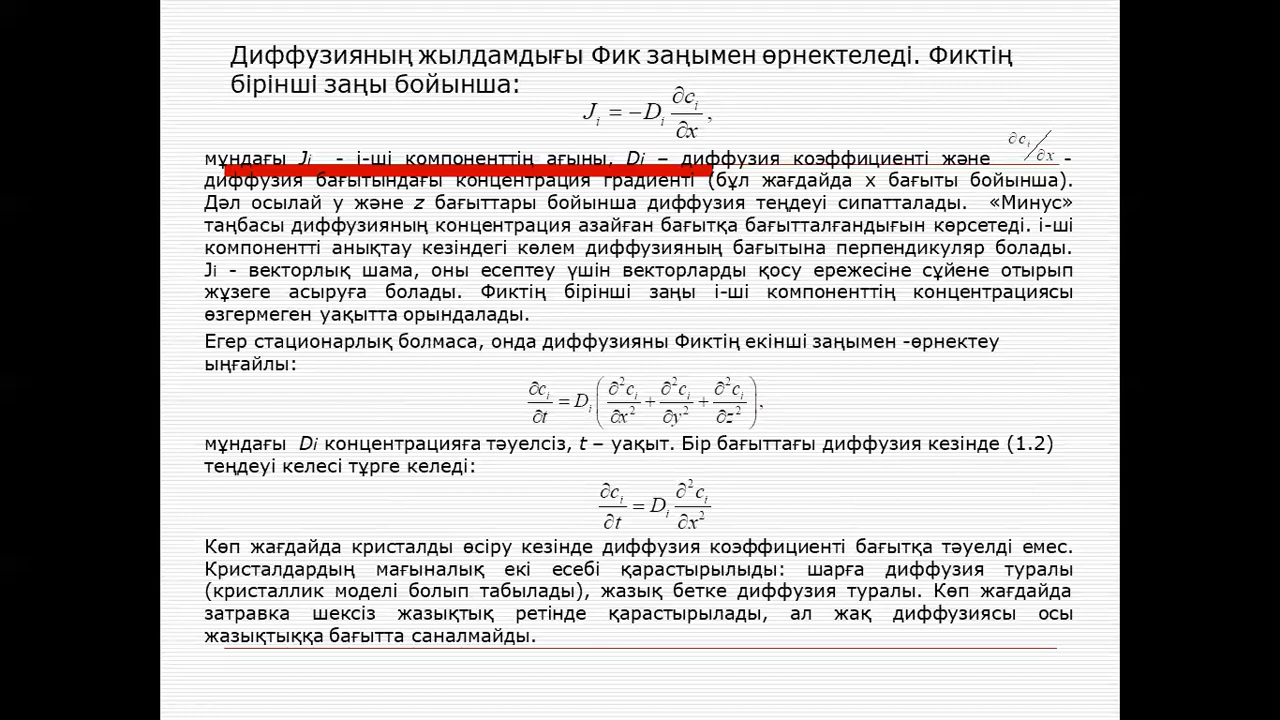 Диффузияның жылдамдығы Фик заңымен өрнектеледі. Фиктің
бірінші заңы бойынша:
J_i = −D_i ∂c_i/∂x,
мұндағы Ji - i-ші компоненттің ағыны, Di – диффузия коэффициенті және ∂c_i/∂x -
диффузия бағытындағы концентрация градиенті (бұл жағдайда х бағыты бойынша).
Дәл осылай у және z бағыттары бойынша диффузия теңдеуі сипатталады. «Минус»
таңбасы диффузияның концентрация азайған бағытқа бағытталғандығын көрсетеді. i-ші
компонентті анықтау кезіндегі көлем диффузияның бағытына перпендикуляр болады.
Ji - векторлық шама, оны есептеу үшін векторларды қосу ережесіне сұйене отырып
жұзеге асыруға болады. Фиктің бірінші заңы i-ші компоненттің концентрациясы
өзгермеген уақытта орындалады.
Егер стационарлық болмаса, онда диффузияны Фиктің екінші заңымен -өрнектеу
ыңғайлы:
∂c_i/∂t = D_i (∂²c_i/∂x² + ∂²c_i/∂y² + ∂²c_i/∂z²),
мұндағы Di концентрацияға тәуелсіз, t – уақыт. Бір бағыттағы диффузия кезінде (1.2)
теңдеуі келесі тұрге келеді:
∂c_i/∂t = D_i ∂²c_i/∂x²
Көп жағдайда кристалды өсіру кезінде диффузия коэффициенті бағытқа тәуелді емес.
Кристалдардың мағыналық екі есебі қарастырылыды: шарға диффузия туралы
(кристаллик моделі болып табылады), жазық бетке диффузия туралы. Көп жағдайда
затравка шексіз жазықтық ретінде қарастырылады, ал жақ диффузиясы осы
жазықтыққа бағытта саналмайды.